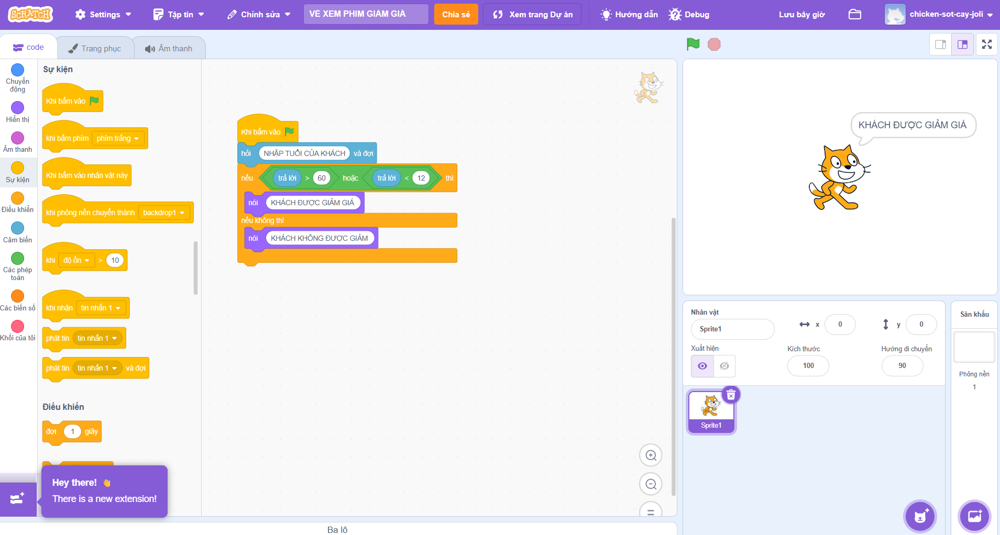 SCRATCH
Settings
Tập tin
Chỉnh sửa
VÉ XEM PHIM GIẢM GIÁ
Chia sẻ
Xem trang Dự án
Hướng dẫn
Debug
Lưu bây giờ
chicken-sot-cay-joli
code
Trang phục
Âm thanh
Chuyển động
Hiển thị
Âm thanh
Sự kiện
Điều khiển
Cảm biến
Các phép toán
Các biến số
Khối của tôi
Sự kiện
Khi bấm vào
khi bấm phím phím trắng
Khi bấm vào nhân vật này
khi phông nền chuyển thành backdrop1
khi độ ồn > 10
khi nhận tin nhắn 1
phát tin tin nhắn 1
phát tin tin nhắn 1 và đợi
Điều khiển
đợi 1 giây
Hey there! 👋
There is a new extension!
Khi bấm vào
hỏi NHẬP TUỔI CỦA KHÁCH và đợi
nếu trả lời > 60 hoặc trả lời < 12 thì
nói KHÁCH ĐƯỢC GIẢM GIÁ
nếu không thì
nói KHÁCH KHÔNG ĐƯỢC GIẢM
Ba lô
KHÁCH ĐƯỢC GIẢM GIÁ
Nhân vật
Sprite1
x 0
y 0
Xuất hiện
Kích thước
100
Hướng di chuyển
90
Sprite1
Sân khấu
Phông nền
1